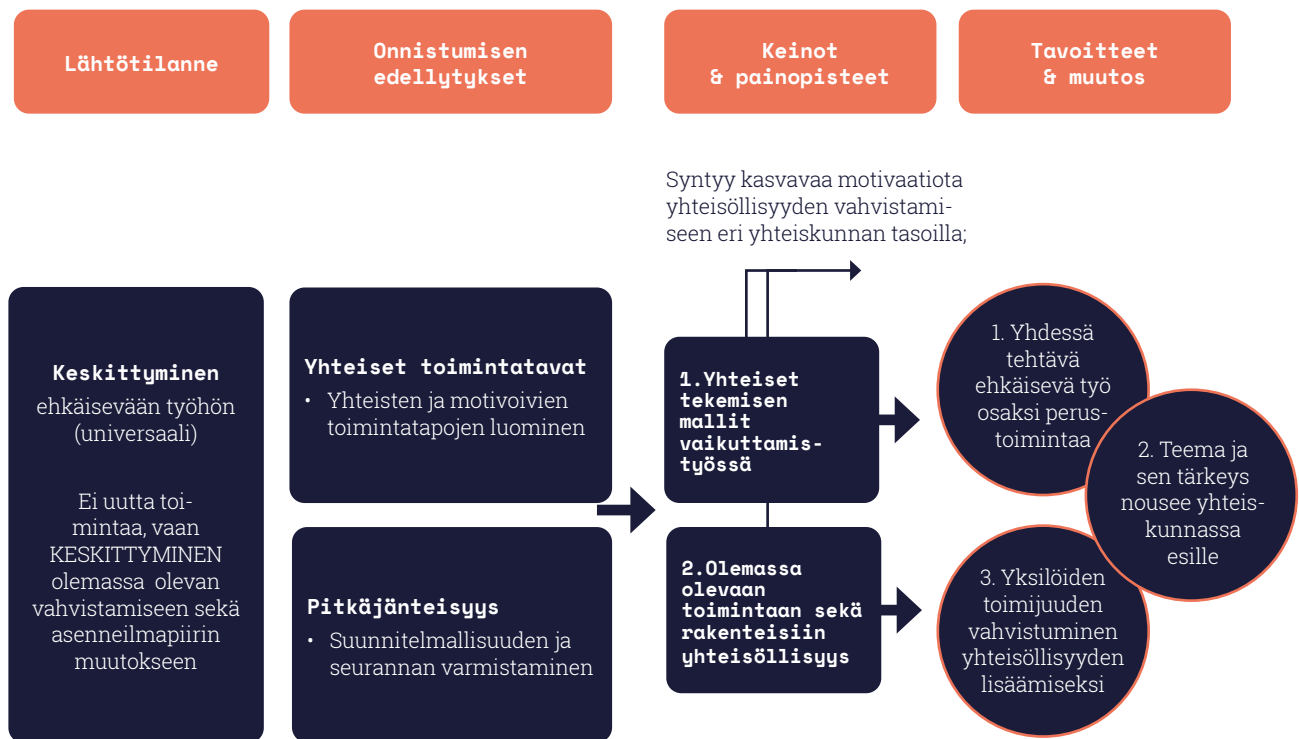 Lähtötilanne
Onnistumisen
edellytykset
Keinot
& painopisteet
Tavoitteet
& muutos
Syntyy kasvavaa motivaatiota
yhteisöllisyyden vahvistami-
seen eri yhteiskunnan tasoilla;
Keskittyminen
ehkäisevään työhön
(universaali)
Ei uutta toi-
mintaa, vaan
KESKITTYMINEN
olemassa olevan
vahvistamiseen sekä
asenneilmapiirin
muutokseen
Yhteiset toimintatavat
• Yhteisten ja motivoivien
toimintatapojen luominen
Pitkäjänteisyys
• Suunnitelmallisuuden ja
seurannan varmistaminen
1.Yhteiset
tekemisen
mallit
vaikuttamis-
työssä
2.Olemassa
olevaan
toimintaan sekä
rakenteisiin
yhteisöllisyys
1. Yhdessä
tehtävä
ehkäisevä työ
osaksi perus-
toimintaa
2. Teema ja
sen tärkeys
nousee yhteis-
kunnassa
esille
3. Yksilöiden
toimijuuden
vahvistuminen
yhteisöllisyyden
lisäämiseksi